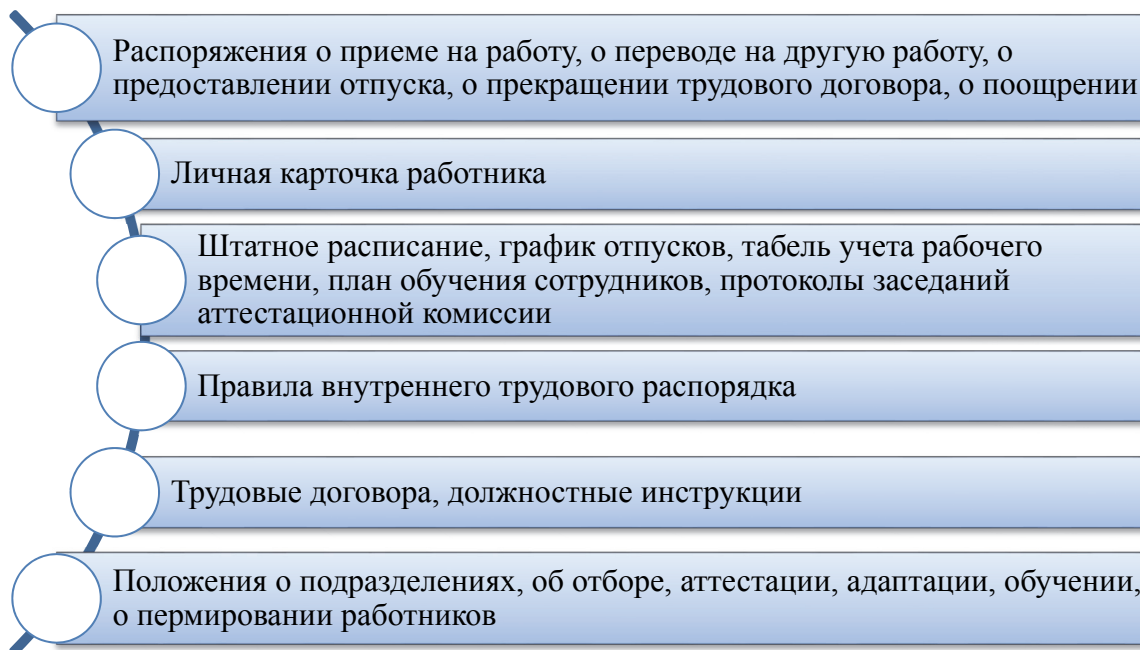 Распоряжения о приеме на работу, о переводе на другую работу, о
предоставлении отпуска, о прекращении трудового договора, о поощрении
Личная карточка работника
Штатное расписание, график отпусков, табель учета рабочего
времени, план обучения сотрудников, протоколы заседаний
аттестационной комиссии
Правила внутреннего трудового распорядка
Трудовые договора, должностные инструкции
Положения о подразделениях, об отборе, аттестации, адаптации, обучении,
о пермировании работников